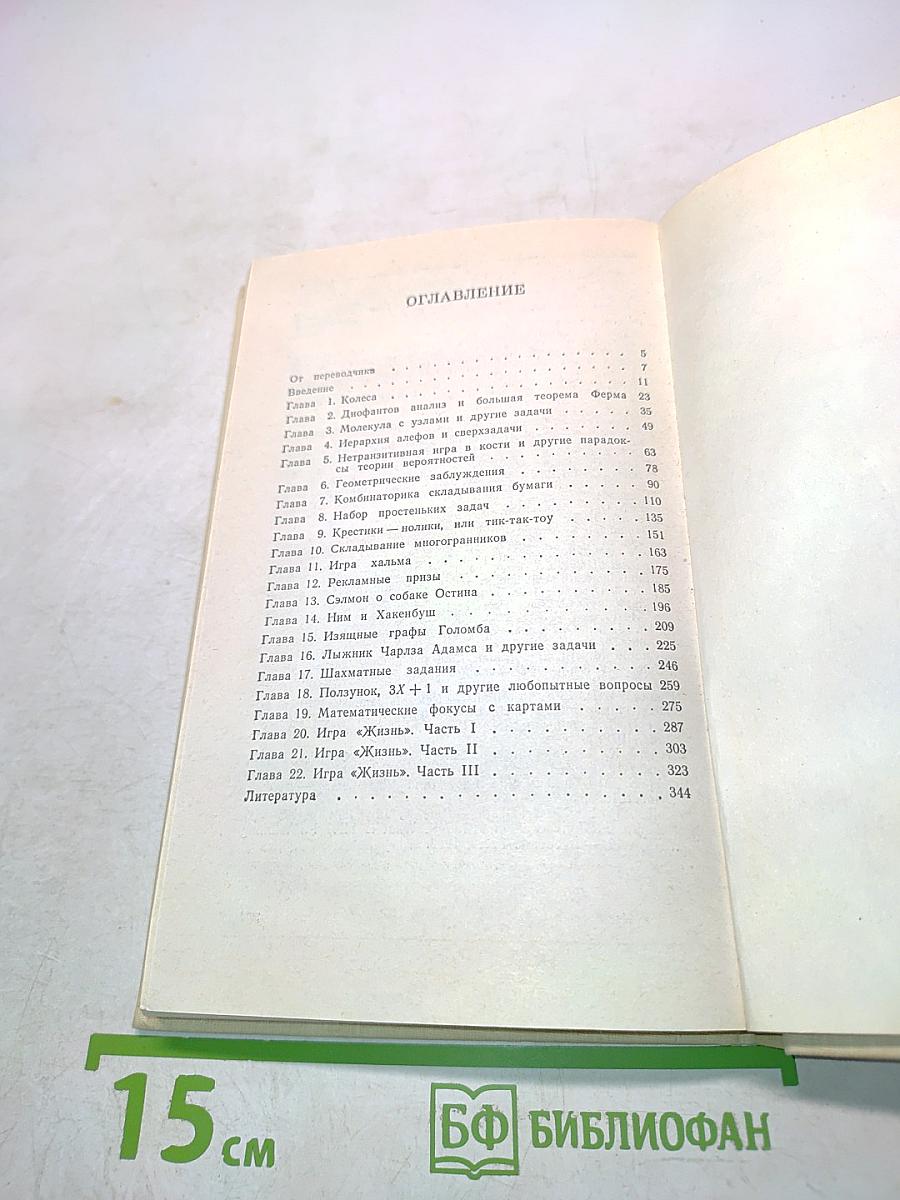 ОГЛАВЛЕНИЕ
От переводчика . . . . . . . . . . . . . . . . 5
Введение . . . . . . . . . . . . . . . . 7
Глава 1. Колеса . . . . . . . . . . . . . . . . 11
Глава 2. Диофантов анализ и большая теорема Ферма 23
Глава 3. Молекула с узлами и другие задачи . . . . . 35
Глава 4. Иерархия алефов и сверхзадачи . . . . . . 49
Глава 5. Нетранзитивная игра в кости и другие парадок-
сы теории вероятностей . . . . . . . . . 63
Глава 6. Геометрические заблуждения . . . . . . . 78
Глава 7. Комбинаторика складывания бумаги . . . . . 90
Глава 8. Набор простеньких задач . . . . . . . . 110
Глава 9. Крестики — нолики, или тик-так-тоу . . . . . 135
Глава 10. Складывание многогранников . . . . . . . 151
Глава 11. Игра хальма . . . . . . . . . . . . 163
Глава 12. Рекламные призы . . . . . . . . . . . 175
Глава 13. Сэлмон о собаке Остина . . . . . . . . . 185
Глава 14. Ним и Хакенбуш . . . . . . . . . . . 196
Глава 15. Изящные графы Голомба . . . . . . . . 209
Глава 16. Лыжник Чарлза Адамса и другие задачи . . . 225
Глава 17. Шахматные задания . . . . . . . . . . 246
Глава 18. Ползунок, 3X + 1 и другие любопытные вопросы 259
Глава 19. Математические фокусы с картами . . . . . 275
Глава 20. Игра «Жизнь». Часть I . . . . . . . . . 287
Глава 21. Игра «Жизнь». Часть II . . . . . . . . . 303
Глава 22. Игра «Жизнь». Часть III . . . . . . . . . 323
Литература . . . . . . . . . . . . . . . . . 344
15 см
БФ БИБЛИОФАН